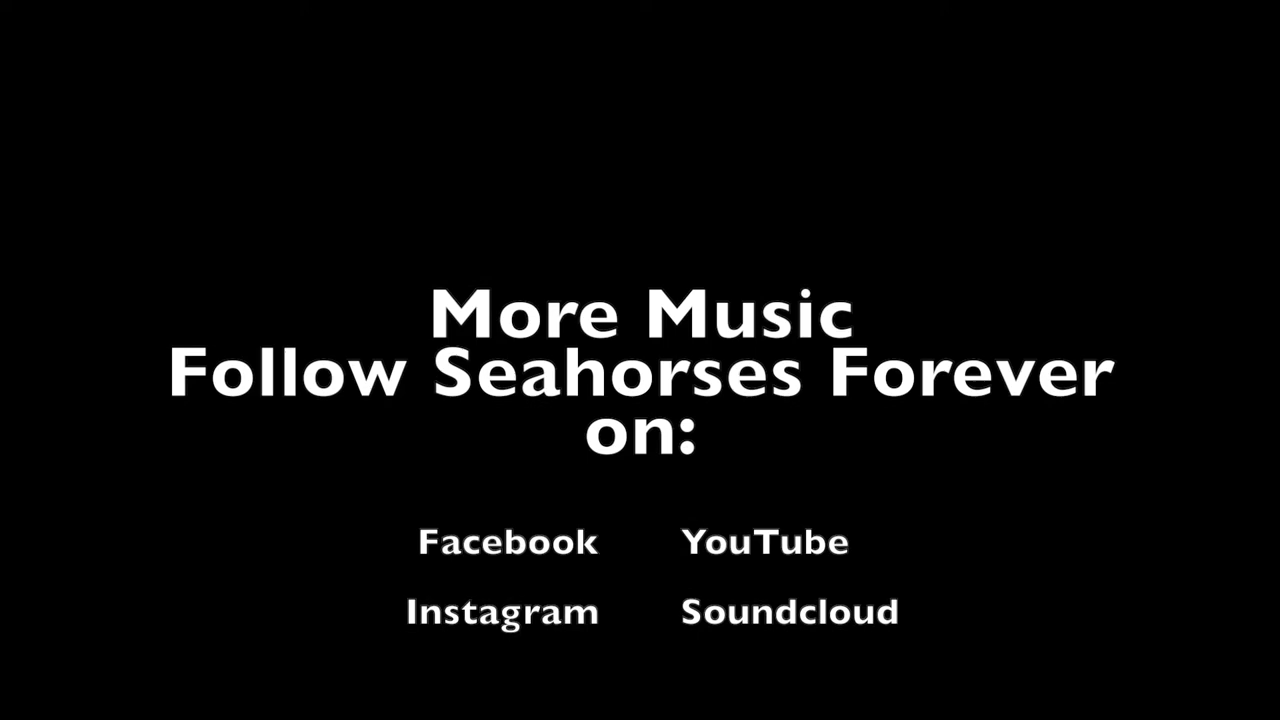 More Music
Follow Seahorses Forever
on:
Facebook YouTube
Instagram Soundcloud